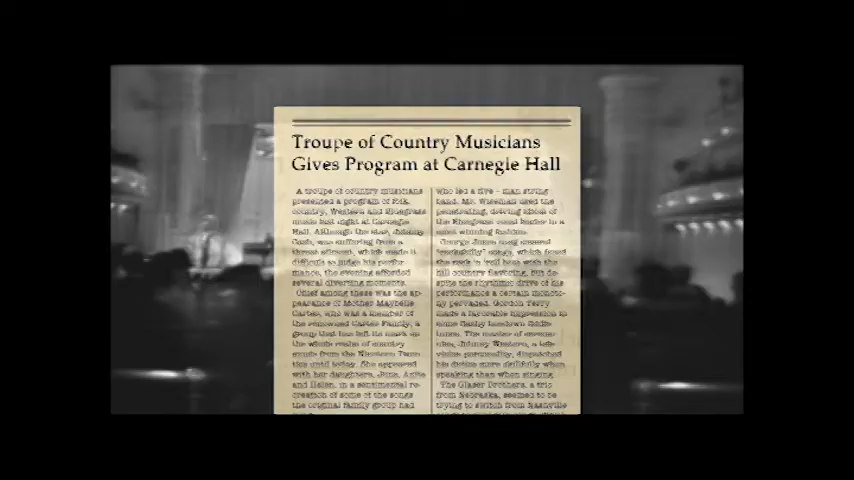 Troupe of Country Musicians
Gives Program at Carnegie Hall
A troupe of country musicians
presented a program of folk,
country, Western and Bluegrass
music last night at Carnegie
Hall. Although the star, Johnny
Cash, was suffering from a
throat ailment, which made it
difficult to judge his perfor-
mance, the evening afforded
several diverting moments.
Chief among these was the ap-
pearance of Mother Maybelle
Carter, who was a member of
the renowned Carter Family, a
group that has left its mark on
the whole realm of country
music from the Nineteen Twen-
ties until today. She appeared
with her daughters, June, Anita
and Helen, in a sentimental re-
creation of some of the songs
the original family group had
who led a five - man string
band. Mr. Wiseman used the
penetrating, driving idiom of
the Bluegrass vocal leader in a
most winning fashion.
George Jones sang several
"rockabilly" songs, which fused
the rock 'n 'roll beat with the
hill country flavoring, but de-
spite the rhythmic drive of his
performance a certain monoto-
ny pervaded. Gordon Terry
made a favorable impression in
some flashy hoedown fiddle
tunes. The master of ceremo-
nies, Johnny Western, a tele-
vision personality, dispatched
his duties more skillfully when
speaking than when singing.
The Glaser Brothers, a trio
from Nebraska, seemed to be
trying to switch from Nashville